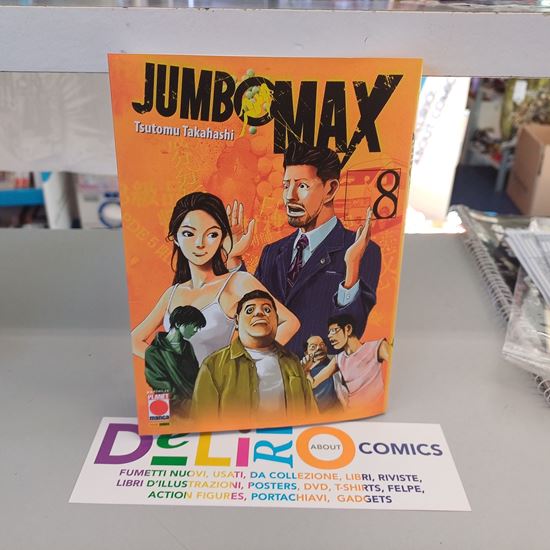 JUMBO MAX
Tsutomu Takahashi
8
PLANET
manga
DeLiRiO ABOUT COMICS
FUMETTI NUOVI, USATI, DA COLLEZIONE, LIBRI, RIVISTE,
LIBRI D'ILLUSTRAZIONI, POSTERS, DVD, T-SHIRTS, FELPE,
ACTION FIGURES, PORTACHIAVI, GADGETS